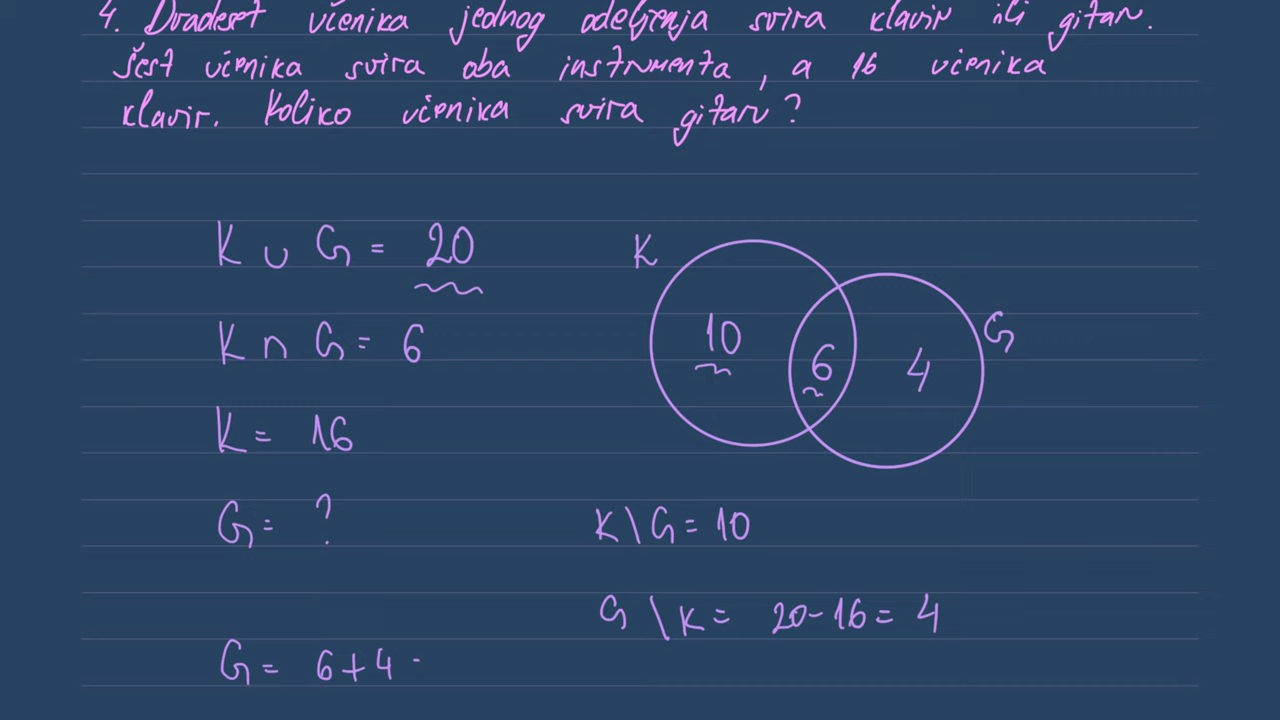 4. Dvadeset učenika jednog odeljenja svira klavir ili gitaru.
Šest učenika svira oba instrumenta, a 16 učenika
klavir. Koliko učenika svira gitaru?
K ∪ G = 20
K
10
6
4
G
K ∩ G = 6
K = 16
G = ?
K \ G = 10
G \ K = 20-16 = 4
G = 6+4 -